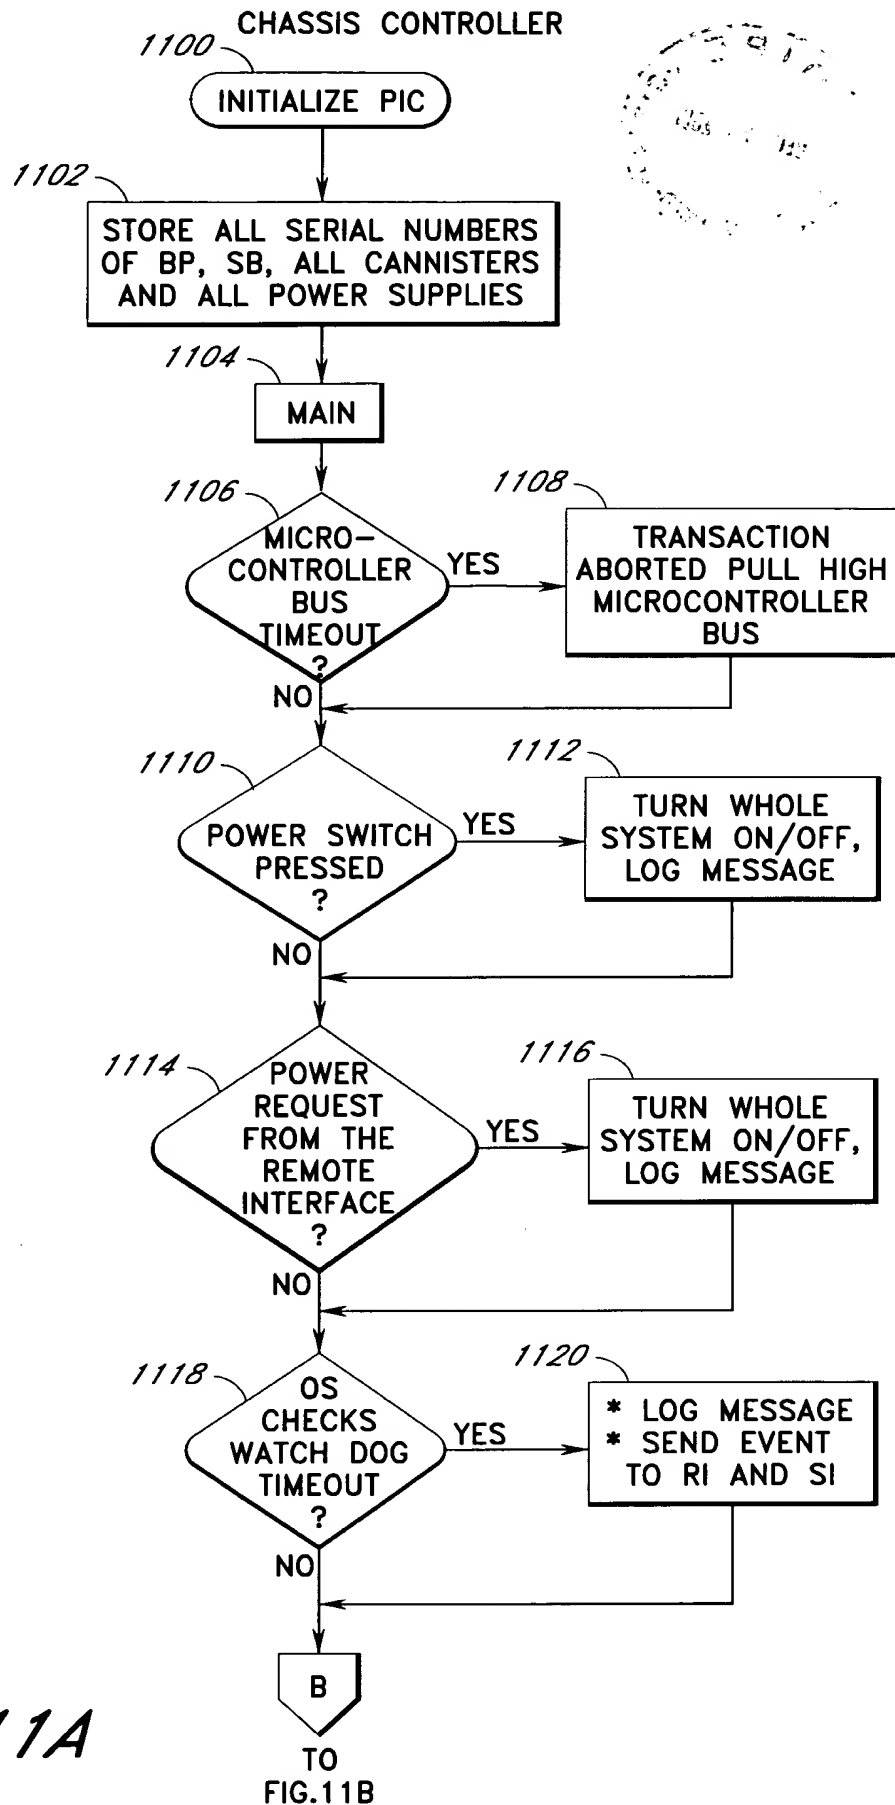 CHASSIS CONTROLLER
1100
INITIALIZE PIC
1102
STORE ALL SERIAL NUMBERS
OF BP, SB, ALL CANNISTERS
AND ALL POWER SUPPLIES
1104
MAIN
1106
MICRO-
CONTROLLER
BUS
TIMEOUT
?
YES
NO
1108
TRANSACTION
ABORTED PULL HIGH
MICROCONTROLLER
BUS
1110
POWER SWITCH
PRESSED
?
YES
NO
1112
TURN WHOLE
SYSTEM ON/OFF,
LOG MESSAGE
1114
POWER
REQUEST
FROM THE
REMOTE
INTERFACE
?
YES
NO
1116
TURN WHOLE
SYSTEM ON/OFF,
LOG MESSAGE
1118
OS
CHECKS
WATCH DOG
TIMEOUT
?
YES
NO
1120
* LOG MESSAGE
* SEND EVENT
TO RI AND SI
B
TO
FIG.11B
11A